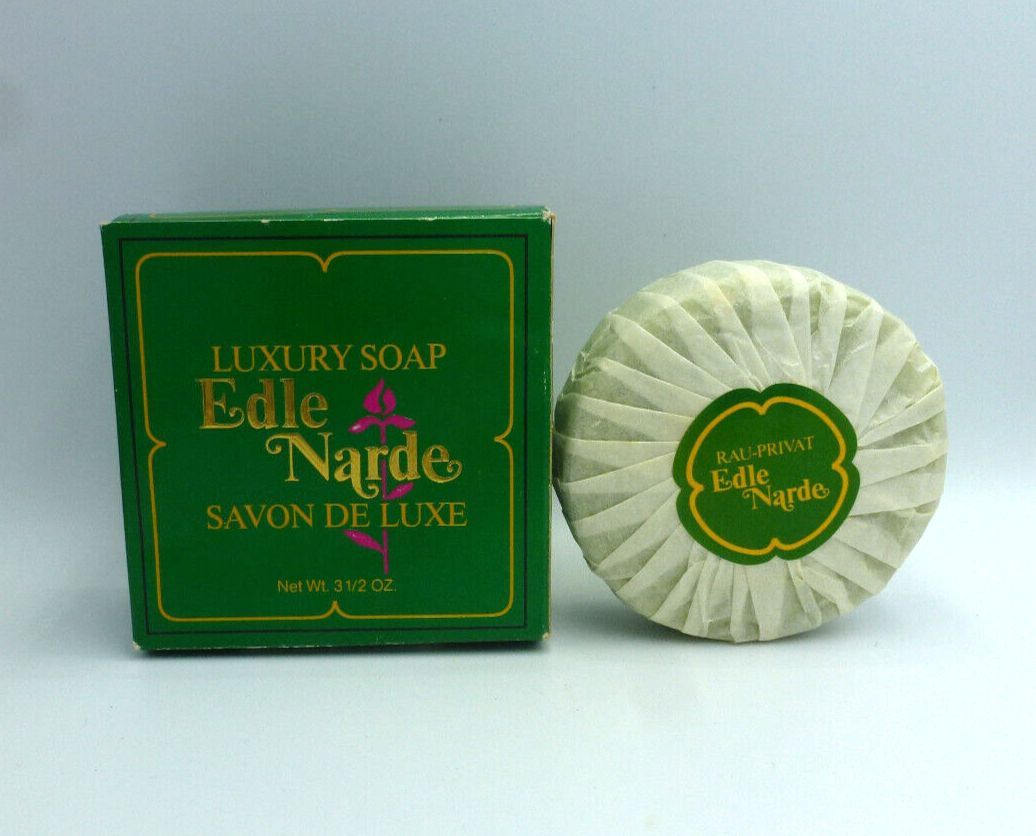 LUXURY SOAP
Edle
Narde
SAVON DE LUXE
Net Wt. 3 1/2 OZ.
RAU-PRIVAT
Edle
Narde